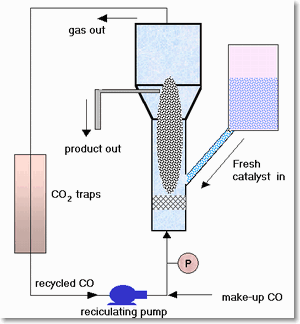 gas out
product out
Fresh
catalyst in
CO2 traps
P
recycled CO
make-up CO
reciculating pump